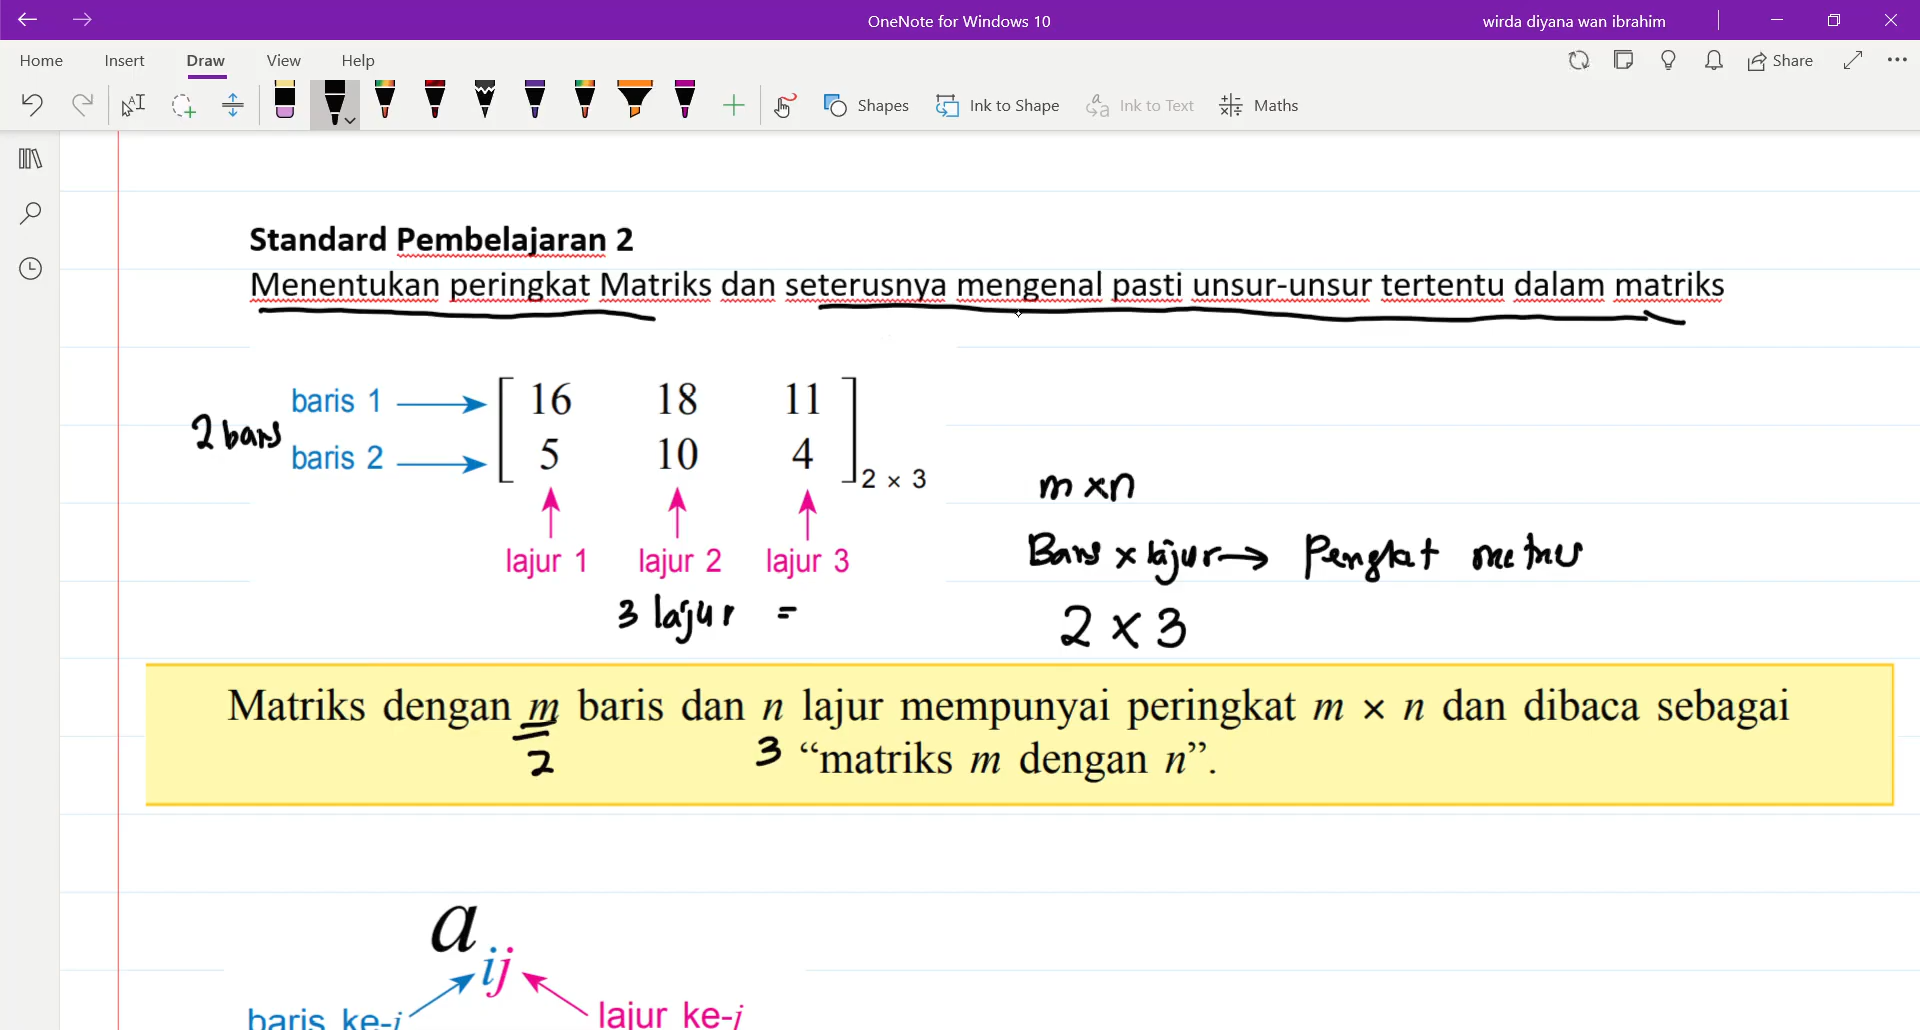 OneNote for Windows 10
wirda diyana wan ibrahim
Home Insert Draw View Help
Share
Shapes Ink to Shape Ink to Text Maths
Standard Pembelajaran 2
Menentukan peringkat Matriks dan seterusnya mengenal pasti unsur-unsur tertentu dalam matriks
baris 1 16 18 11
2 baris
baris 2 5 10 4
2 × 3
m × n
lajur 1 lajur 2 lajur 3
Baris × lajur → Pengkat
3 lajur =
2 × 3
Matriks dengan m baris dan n lajur mempunyai peringkat m × n dan dibaca sebagai
2 3
“matriks m dengan n”.
a ij
baris ke-i lajur ke-j